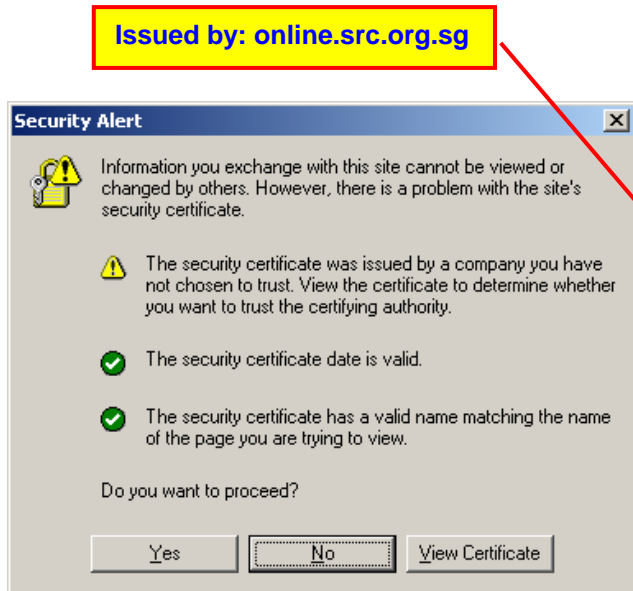 Issued by: online.src.org.sg
Security Alert
Information you exchange with this site cannot be viewed or
changed by others. However, there is a problem with the site's
security certificate.
The security certificate was issued by a company you have
not chosen to trust. View the certificate to determine whether
you want to trust the certifying authority.
The security certificate date is valid.
The security certificate has a valid name matching the name
of the page you are trying to view.
Do you want to proceed?
Yes No View Certificate